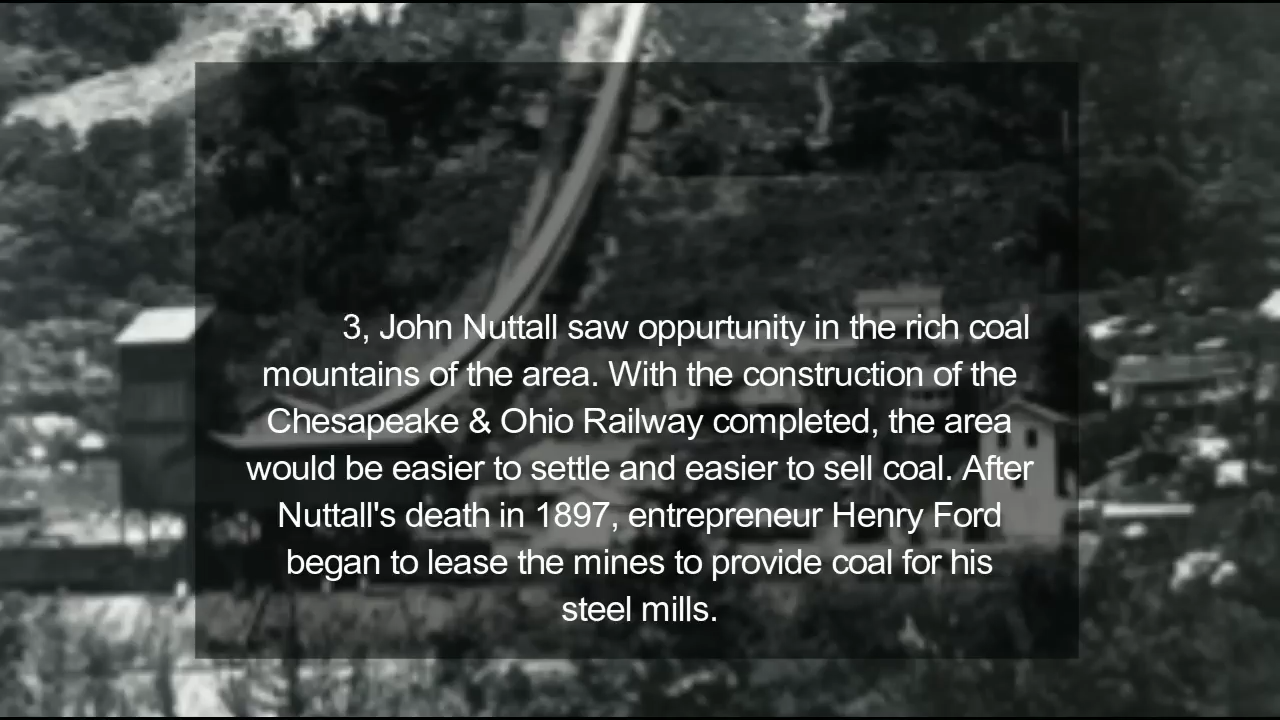 3, John Nuttall saw oppurtunity in the rich coal
mountains of the area. With the construction of the
Chesapeake & Ohio Railway completed, the area
would be easier to settle and easier to sell coal. After
Nuttall's death in 1897, entrepreneur Henry Ford
began to lease the mines to provide coal for his
steel mills.